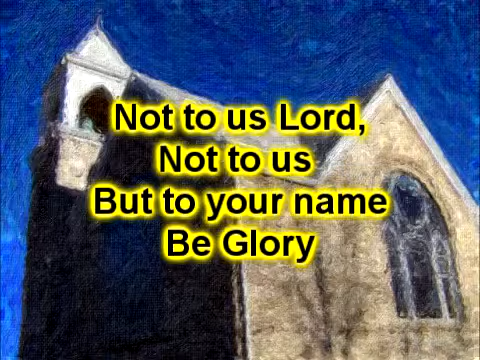 Not to us Lord,
Not to us
But to your name
Be Glory